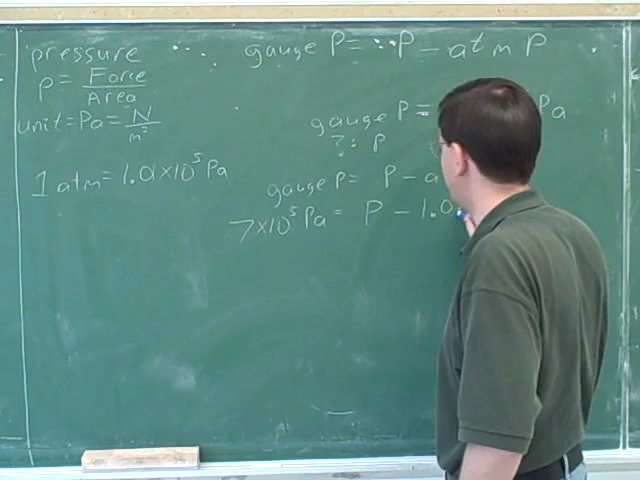 pressure
P = Force
Area
unit = Pa = N
m²
1 atm = 1.01 × 10⁵ Pa
gauge P = P - atm P
gauge P = Pa
?: P
gauge P = P - a
7×10⁵ Pa = P - 1.0